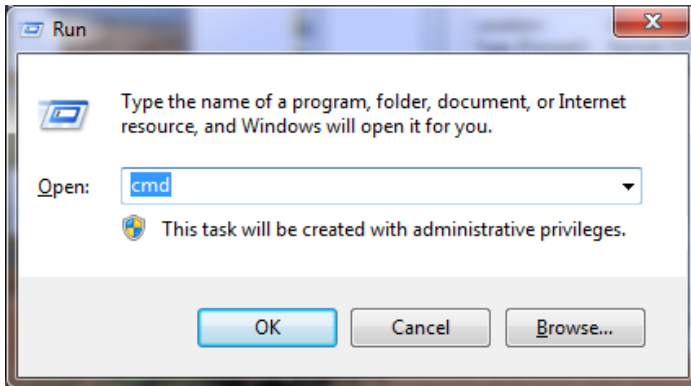 Run
Type the name of a program, folder, document, or Internet
resource, and Windows will open it for you.
Open: cmd
This task will be created with administrative privileges.
OK Cancel Browse...